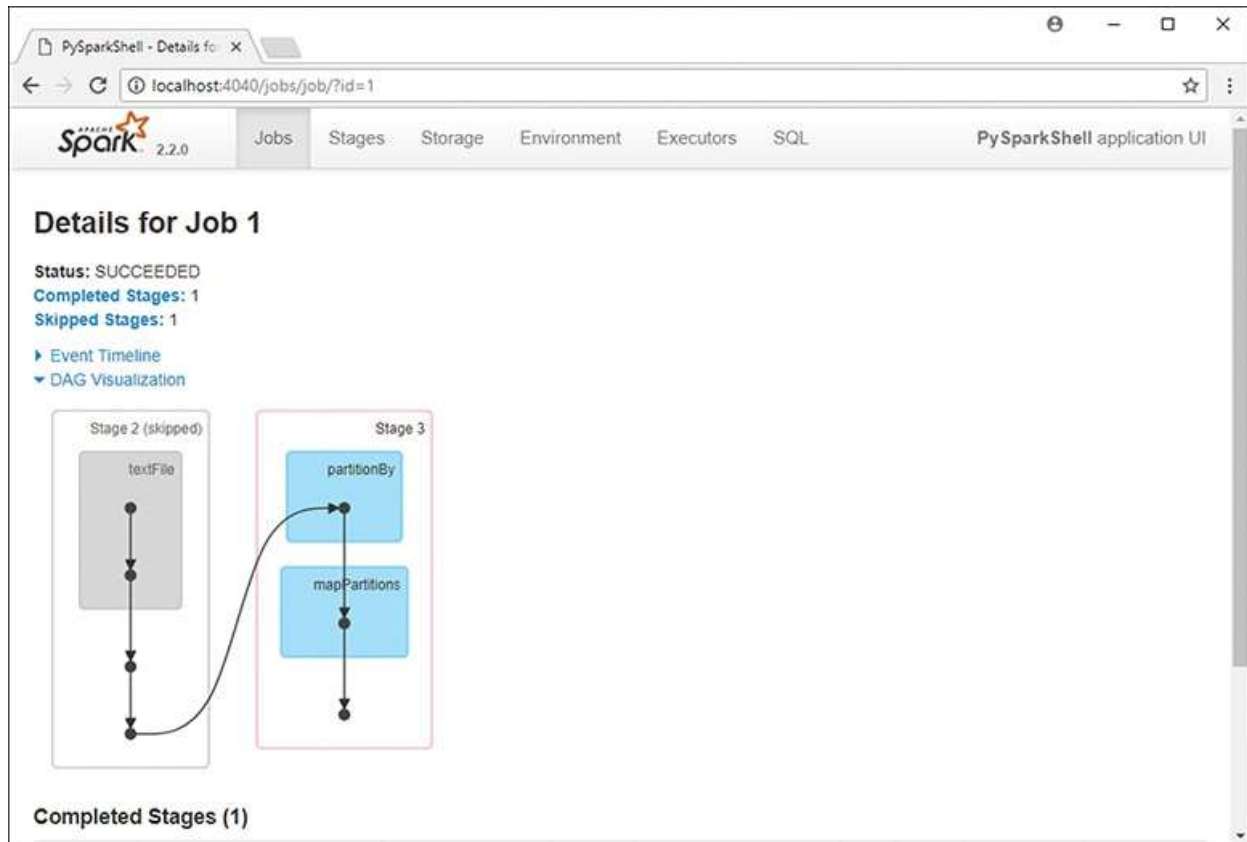 PySparkShell - Details fo
localhost:4040/jobs/job/?id=1
APACHE Spark 2.2.0 Jobs Stages Storage Environment Executors SQL PySparkShell application UI
Details for Job 1
Status: SUCCEEDED
Completed Stages: 1
Skipped Stages: 1
Event Timeline
DAG Visualization
Stage 2 (skipped)
textFile
Stage 3
partitionBy
mapPartitions
Completed Stages (1)